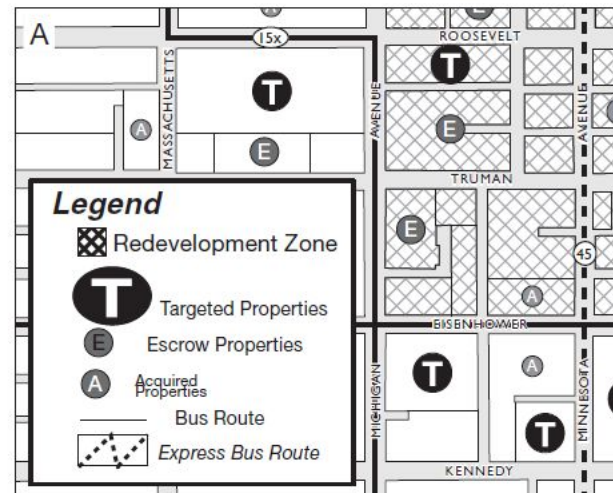 A
A
E
15x
ROOSEVELT
MASSACHUSETTS
T
AVENUE
T
AVENUE
A
E
E
TRUMAN
Legend
Redevelopment Zone
T
Targeted Properties
E
Escrow Properties
A
Acquired
Properties
Bus Route
Express Bus Route
E
45
A
EISENHOWER
MICHIGAN
T
A
MINNESOTA
T
KENNEDY